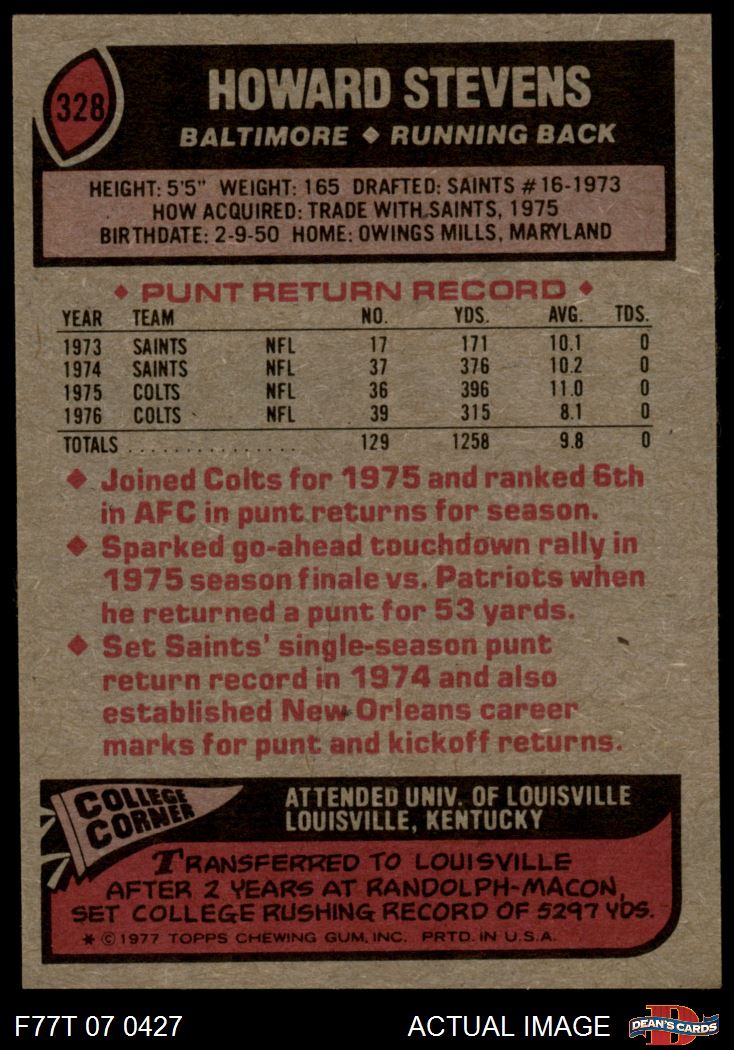 328
HOWARD STEVENS
BALTIMORE ◆ RUNNING BACK
HEIGHT: 5'5" WEIGHT: 165 DRAFTED: SAINTS #16-1973
HOW ACQUIRED: TRADE WITH SAINTS, 1975
BIRTHDATE: 2-9-50 HOME: OWINGS MILLS, MARYLAND
◆ PUNT RETURN RECORD ◆
YEAR TEAM NO. YDS. AVG. TDS.
1973 SAINTS NFL 17 171 10.1 0
1974 SAINTS NFL 37 376 10.2 0
1975 COLTS NFL 36 396 11.0 0
1976 COLTS NFL 39 315 8.1 0
TOTALS ................ 129 1258 9.8 0
◆ Joined Colts for 1975 and ranked 6th
in AFC in punt returns for season.
◆ Sparked go-ahead touchdown rally in
1975 season finale vs. Patriots when
he returned a punt for 53 yards.
◆ Set Saints' single-season punt
return record in 1974 and also
established New Orleans career
marks for punt and kickoff returns.
COLLEGE
CORNER
ATTENDED UNIV. OF LOUISVILLE
LOUISVILLE, KENTUCKY
TRANSFERRED TO LOUISVILLE
AFTER 2 YEARS AT RANDOLPH-MACON.
SET COLLEGE RUSHING RECORD OF 5297 YDS.
* © 1977 TOPPS CHEWING GUM, INC. PRTD. IN U.S.A.
F77T 07 0427
ACTUAL IMAGE
D
DEAN'S CARDS